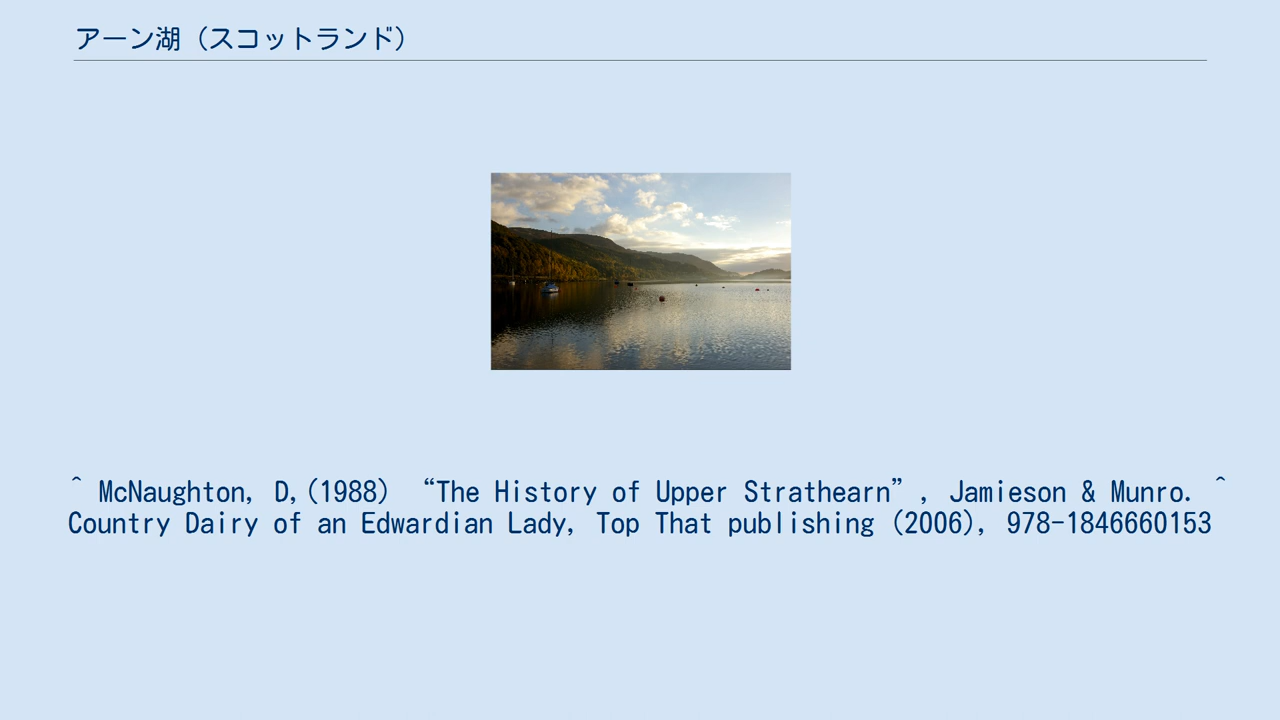 アーン湖（スコットランド）
^ McNaughton, D,(1988) “The History of Upper Strathearn”, Jamieson & Munro. ^
Country Dairy of an Edwardian Lady, Top That publishing (2006), 978-1846660153